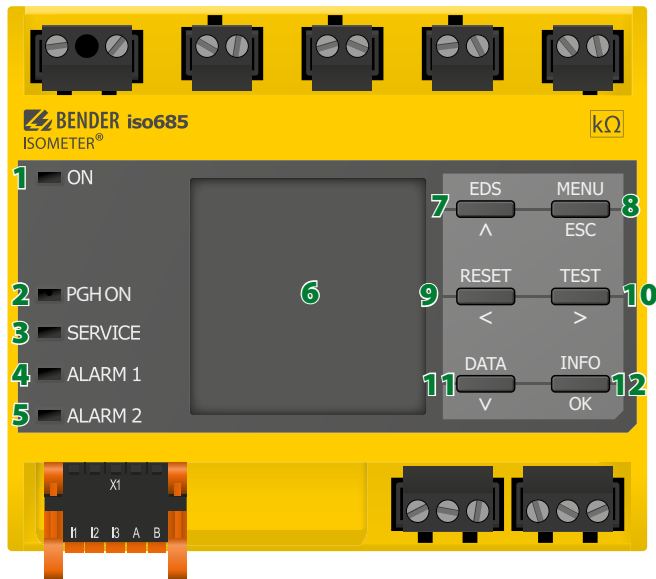 BENDER iso685
ISOMETER®
kΩ
1 ON
2 PGH ON
3 SERVICE
4 ALARM 1
5 ALARM 2
6
7 EDS
∧
MENU 8
ESC
9 RESET
<
TEST 10
>
11 DATA
∨
INFO 12
OK
X1
I1 I2 I3 A B